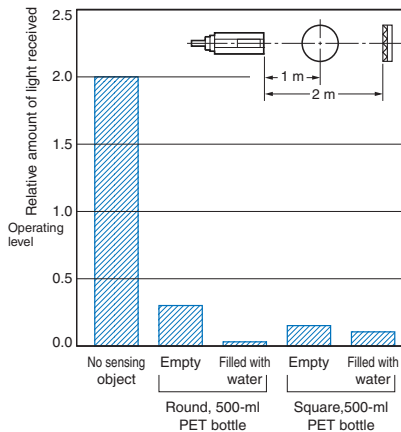 Relative amount of light received
2.5
2.0
1.5
1.0
Operating
level
0.5
0.0
1 m
2 m
No sensing
object
Empty
Filled with
water
Empty
Filled with
water
Round, 500-ml
PET bottle
Square,500-ml
PET bottle